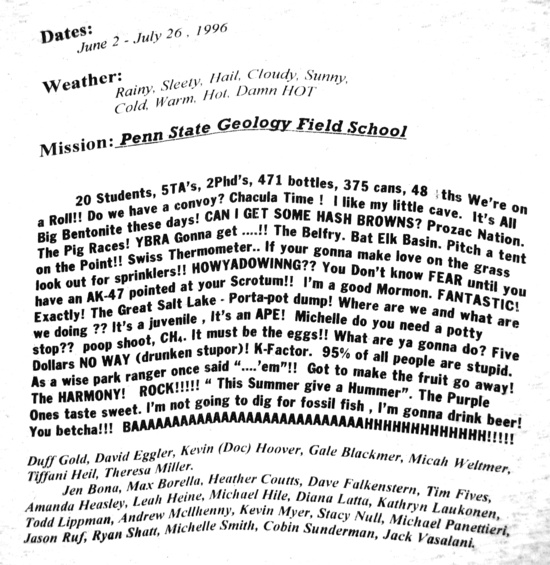 Dates:
June 2 - July 26 , 1996
Weather:
Rainy, Sleety, Hail, Cloudy, Sunny,
Cold, Warm, Hot, Damn HOT
Mission: Penn State Geology Field School
20 Students, 5TA's, 2Phd's, 471 bottles, 375 cans, 48 We're on
a Roll!! Do we have a convoy? Chacula Time ! I like my little cave. It's All
Big Bentonite these days! CAN I GET SOME HASH BROWNS? Prozac Nation.
The Pig Races! YBRA Gonna get ....!! The Belfry. Bat Elk Basin. Pitch a tent
on the Point!! Swiss Thermometer.. If your gonna make love on the grass
look out for sprinklers!! HOWYADOWINNG?? You Don't know FEAR until you
have an AK-47 pointed at your Scrotum!! I'm a good Mormon. FANTASTIC!
Exactly! The Great Salt Lake - Porta-pot dump! Where are we and what are
we doing ?? It's a juvenile , It's an APE! Michelle do you need a potty
stop?? poop shoot, CH₄. It must be the eggs!! What are ya gonna do? Five
Dollars NO WAY (drunken stupor)! K-Factor. 95% of all people are stupid.
As a wise park ranger once said "....'em"!! Got to make the fruit go away!
The HARMONY! ROCK!!!!! " This Summer give a Hummer". The Purple
Ones taste sweet. I'm not going to dig for fossil fish , I'm gonna drink beer!
You betcha!!! BAAAAAAAAAAAAAAAAAAAAAAAAAAAAHHHHHHHHHHHHH!!!!!
Duff Gold, David Eggler, Kevin (Doc) Hoover, Gale Blackmer, Micah Weltmer,
Tiffani Heil, Theresa Miller.
Jen Bona, Max Borella, Heather Coutts, Dave Falkenstern, Tim Fives,
Amanda Heasley, Leah Heine, Michael Hile, Diana Latta, Kathryn Laukonen,
Todd Lippman, Andrew McIlhenny, Kevin Myer, Stacy Null, Michael Panettieri,
Jason Ruf, Ryan Shatt, Michelle Smith, Cobin Sunderman, Jack Vasalani.